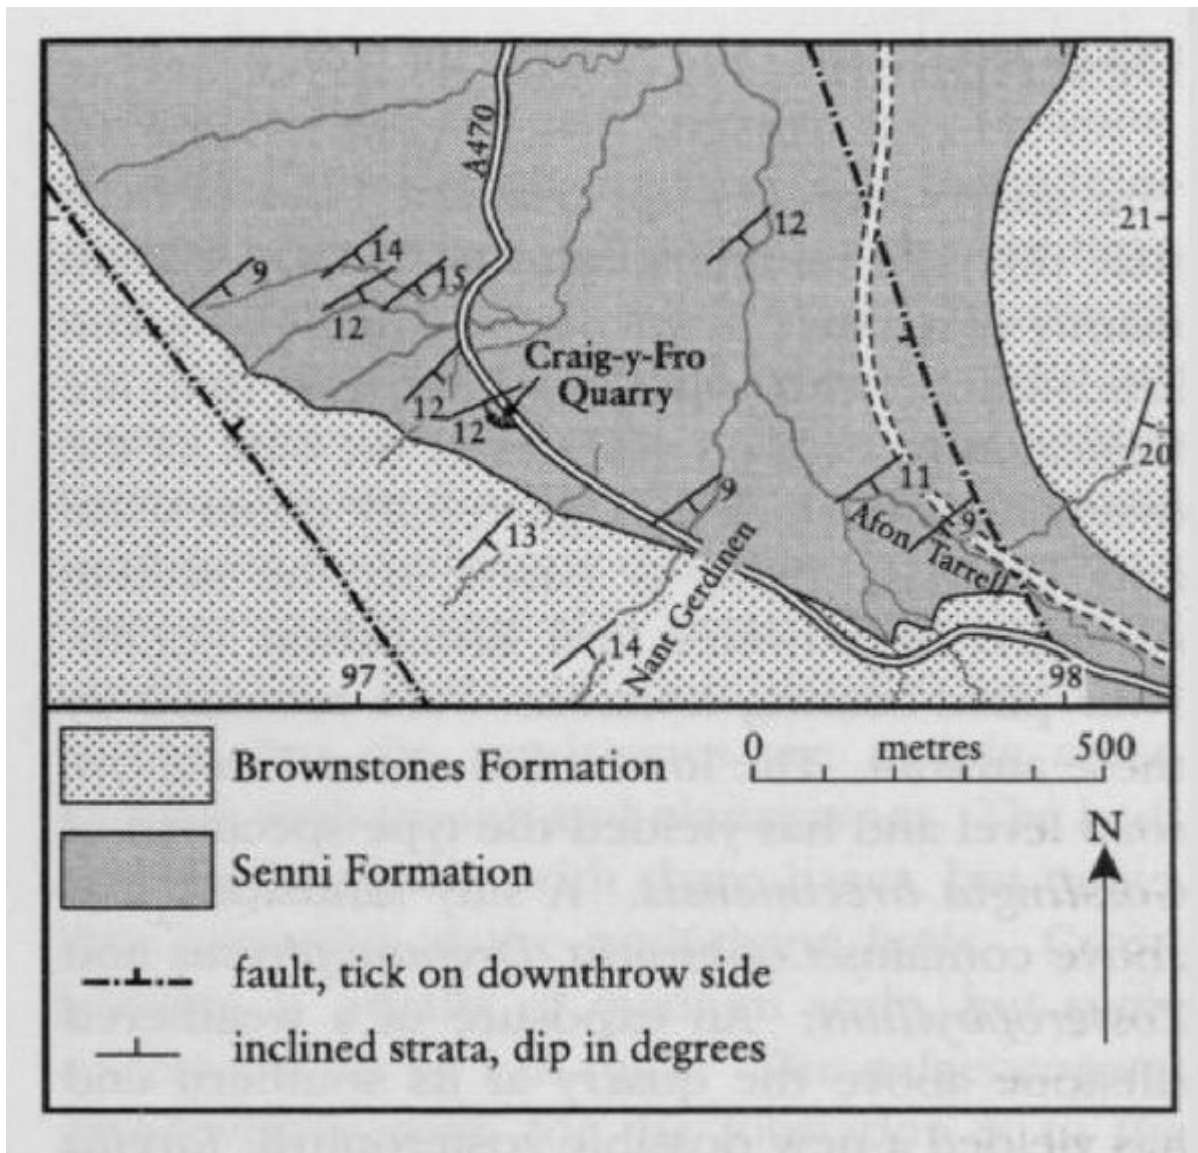 A470
21
12
14
9
15
12
Craig-y-Fro
Quarry
12
12
11
20
9
9
Afon Tarrell
13
14
Nant Gerdinen
97
98
0 metres 500
Brownstones Formation
Senni Formation
N
fault, tick on downthrow side
inclined strata, dip in degrees